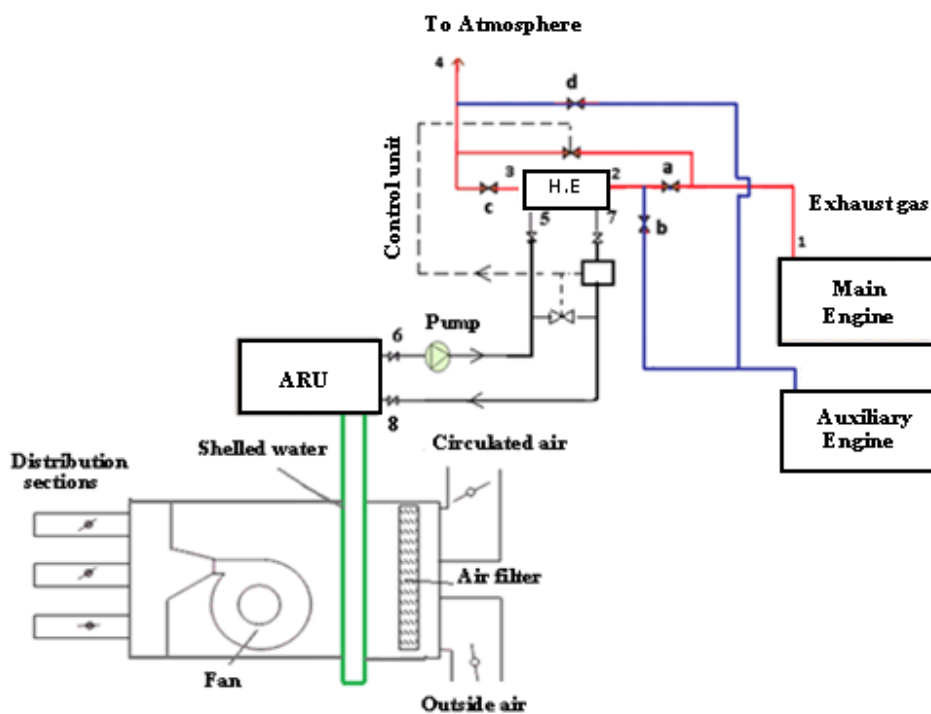 To Atmosphere
4
d
Control unit
3
H.E
2
a
c
5
7
b
Exhaust gas
1
Main
Engine
6
Pump
ARU
8
Auxiliary
Engine
Shelled water
Circulated air
Distribution
sections
Air filter
Fan
Outside air